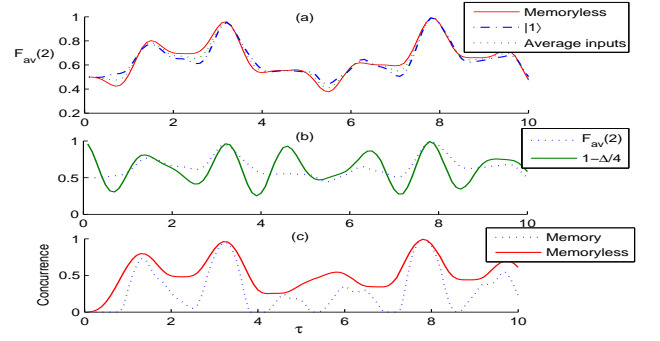 (a)
Memoryless
|1⟩
Average inputs
F_av(2)
1
0.8
0.6
0.4
0.2
0 2 4 6 8 10
(b)
F_av(2)
1−Δ/4
1
0.5
0
0 2 4 6 8 10
(c)
Memory
Memoryless
Concurrence
1
0.5
0
0 2 4 6 8 10
τ